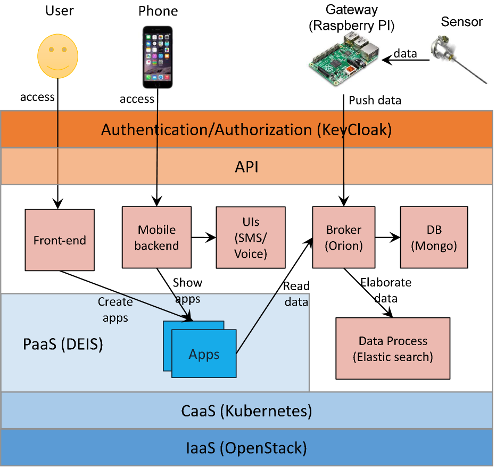 User
Phone
Gateway
(Raspberry PI)
Sensor
data
access
access
Push data
Authentication/Authorization (KeyCloak)
API
Front-end
Mobile
backend
UIs
(SMS/
Voice)
Broker
(Orion)
DB
(Mongo)
Create
apps
Show
apps
Read
data
Elaborate
data
PaaS (DEIS)
Apps
Data Process
(Elastic search)
CaaS (Kubernetes)
IaaS (OpenStack)